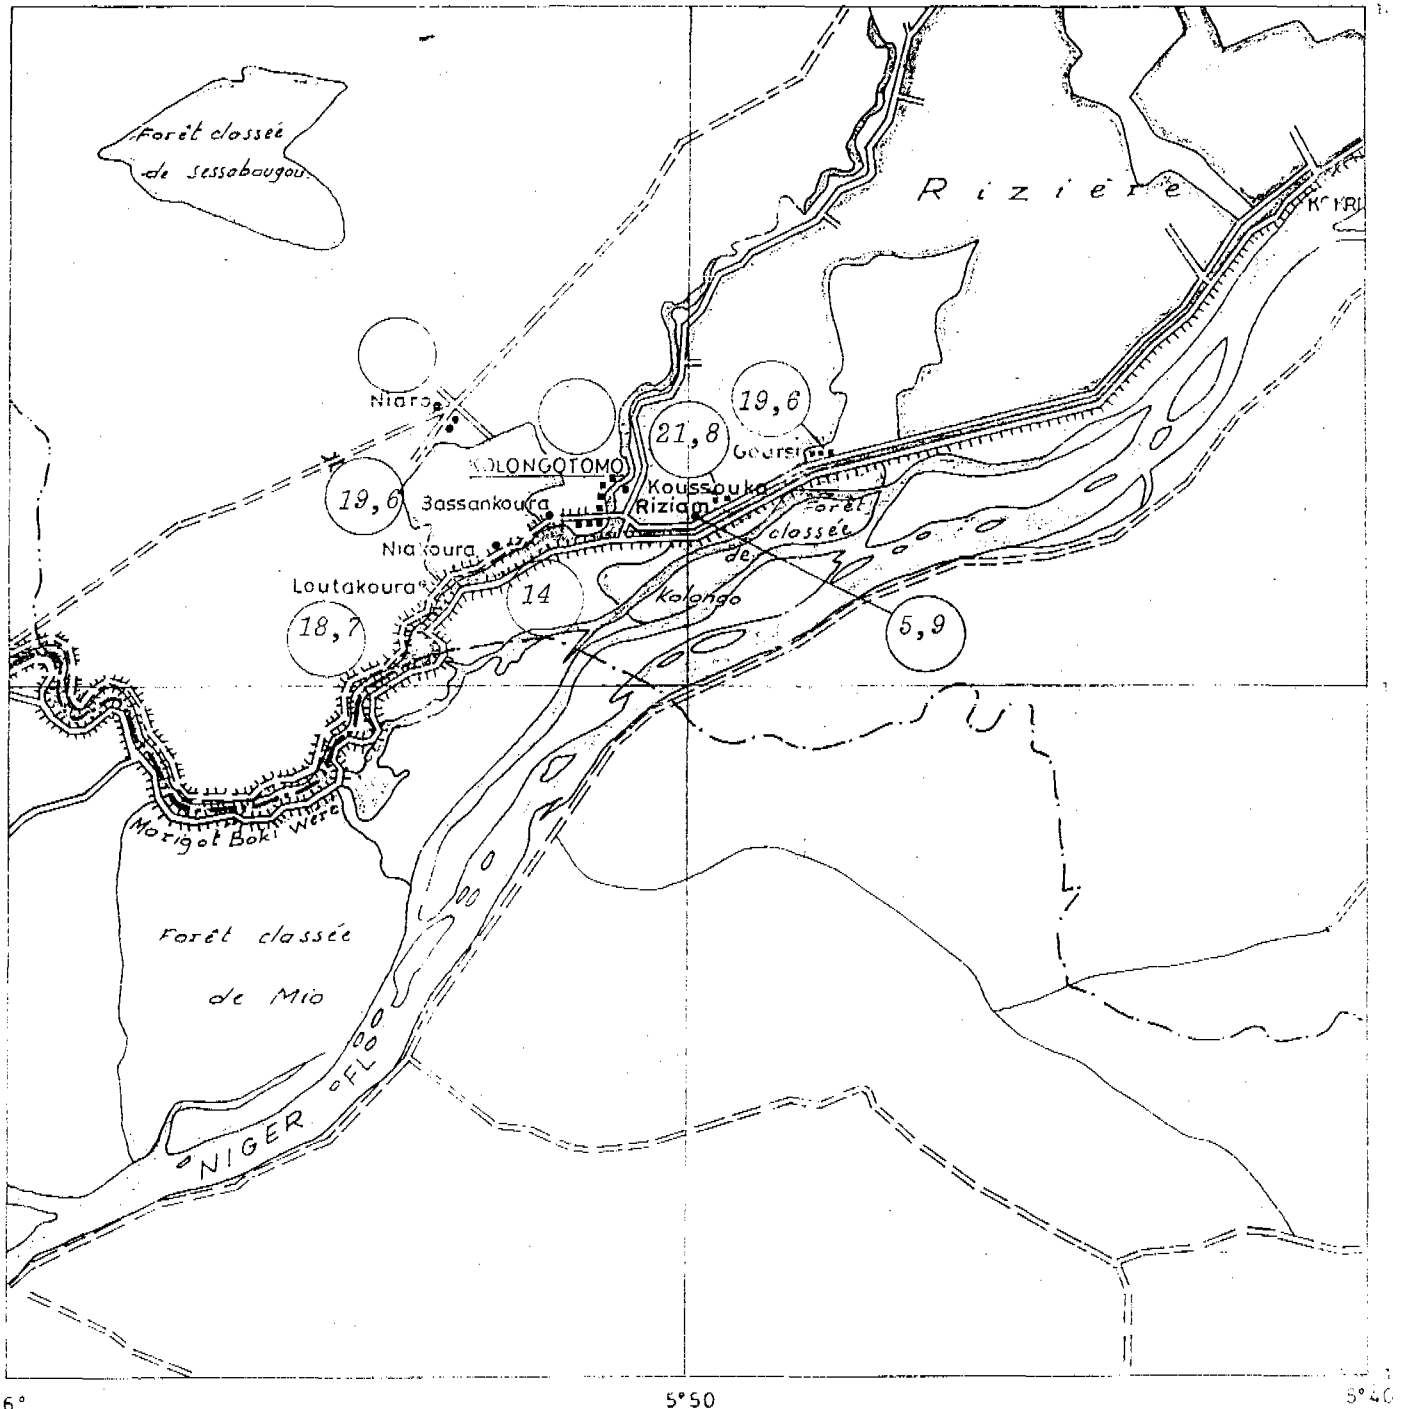 Forêt classée
de Sessabougou
Rizière
Niaro
19,6
21,8
Goursi
KOLONGOTOMO
19,6
Bassankoura
Koussouka
Riziam
Forêt
classée
de
Kolongo
Niakoura
Loutakoura
14
18,7
5,9
Marigot Boki Wéré
Forêt classée
de Mio
NIGER FL
6°
5°50
5°40